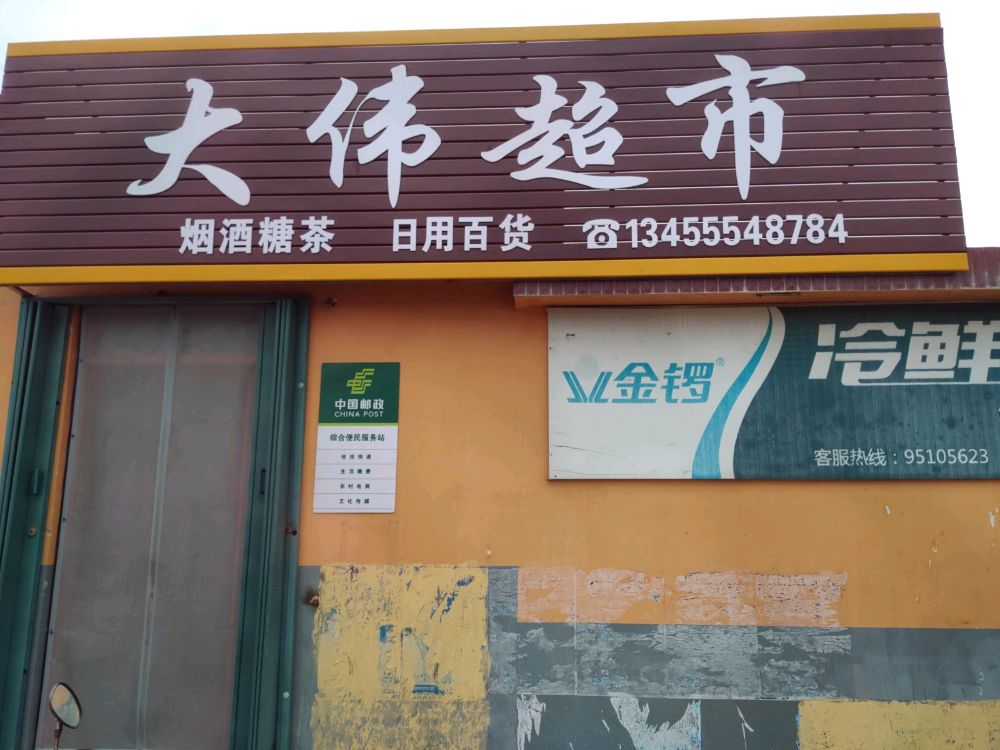 大伟超市
烟酒糖茶 日用百货 ☎13455548784
中国邮政
CHINA POST
综合便民服务站
收投快递
生活缴费
农村电商
文化传媒
金锣®
冷鲜
客服热线：95105623